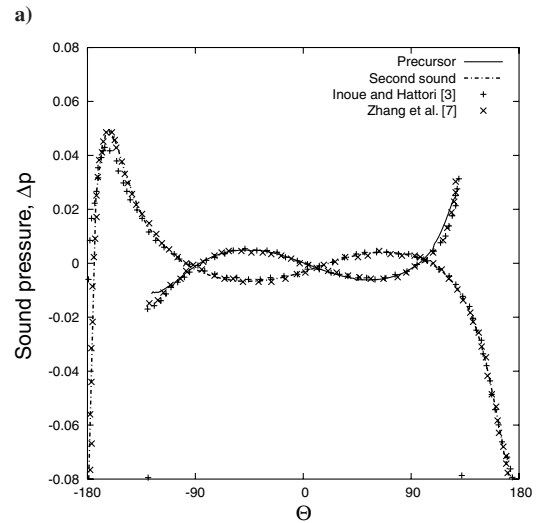 a)
0.08
Precursor
Second sound
Inoue and Hattori [3]
Zhang et al. [7]
0.06
0.04
0.02
0
-0.02
-0.04
-0.06
-0.08
Sound pressure, Δp
-180 -90 0 90 180
Θ